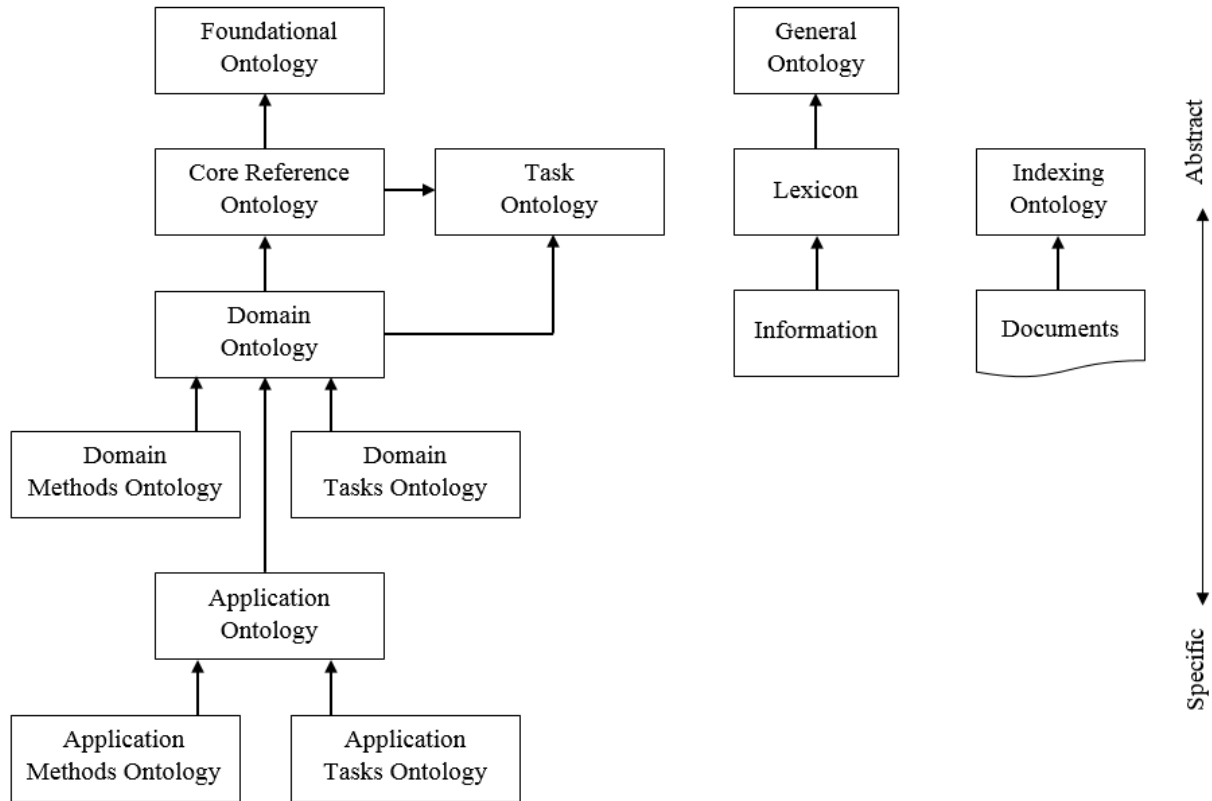 Foundational
Ontology
General
Ontology
Core Reference
Ontology
Task
Ontology
Lexicon
Indexing
Ontology
Abstract
Domain
Ontology
Information
Documents
Domain
Methods Ontology
Domain
Tasks Ontology
Application
Ontology
Specific
Application
Methods Ontology
Application
Tasks Ontology